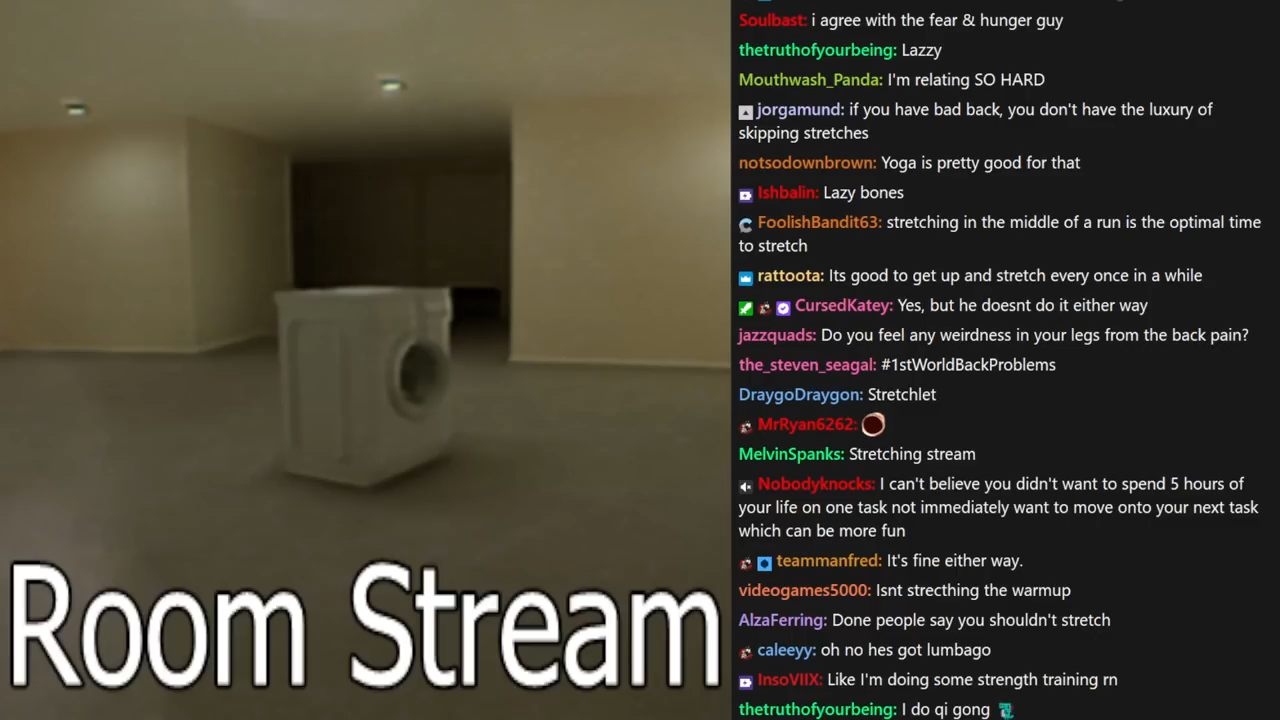 Soulbast: i agree with the fear & hunger guy
thetruthofyourbeing: Lazzy
Mouthwash_Panda: I'm relating SO HARD
jorgamund: if you have bad back, you don't have the luxury of
skipping stretches
notsodownbrown: Yoga is pretty good for that
Ishbalin: Lazy bones
FoolishBandit63: stretching in the middle of a run is the optimal time
to stretch
rattoota: Its good to get up and stretch every once in a while
CursedKatey: Yes, but he doesnt do it either way
jazzquads: Do you feel any weirdness in your legs from the back pain?
the_steven_seagal: #1stWorldBackProblems
DraygoDraygon: Stretchlet
MrRyan6262:
MelvinSpanks: Stretching stream
Nobodyknocks: I can't believe you didn't want to spend 5 hours of
your life on one task not immediately want to move onto your next task
which can be more fun
teammanfred: It's fine either way.
videogames5000: Isnt strecthing the warmup
AlzaFerring: Done people say you shouldn't stretch
caleeyy: oh no hes got lumbago
InsoVIIX: Like I'm doing some strength training rn
thetruthofyourbeing: I do qi gong
Room Stream